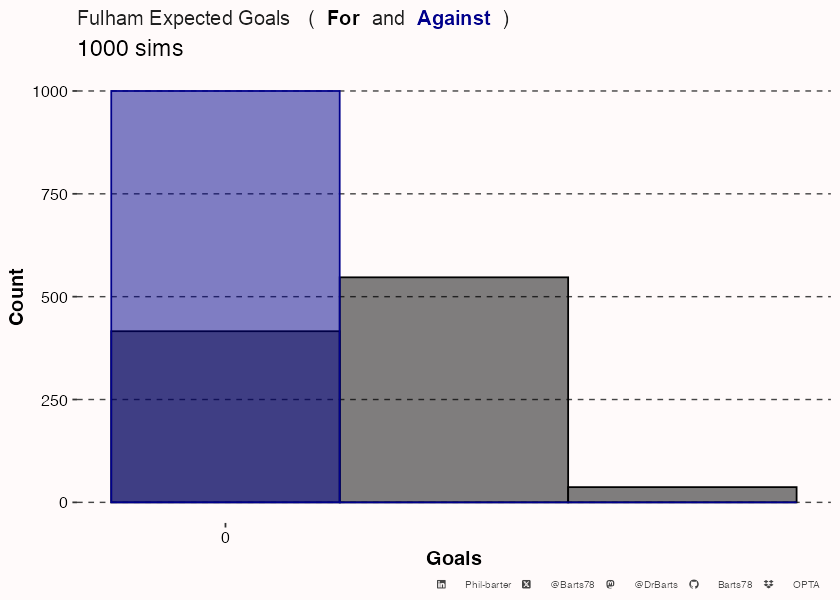 Fulham Expected Goals ( For and Against )
1000 sims
1000
750
500
250
0
Count
0
Goals
Phil-barter @Barts78 @DrBarts Barts78 OPTA